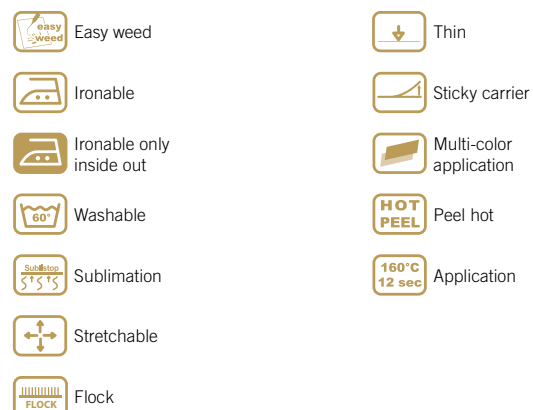 easy
weed
Easy weed
Ironable
Ironable only
inside out
60°
Washable
Sublistop
Sublimation
Stretchable
FLOCK
Flock
Thin
Sticky carrier
Multi-color
application
HOT
PEEL
Peel hot
160°C
12 sec
Application